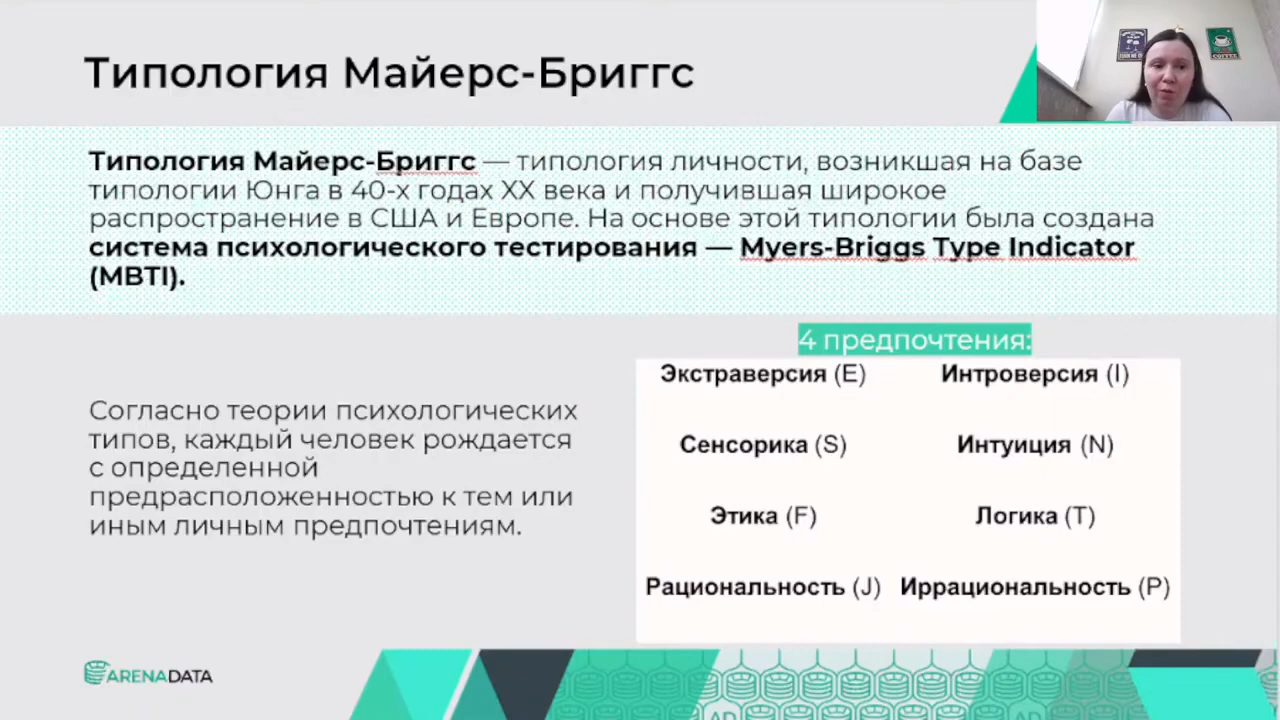 Типология Майерс-Бриггс
Типология Майерс-Бриггс — типология личности, возникшая на базе
типологии Юнга в 40-х годах XX века и получившая широкое
распространение в США и Европе. На основе этой типологии была создана
система психологического тестирования — Myers-Briggs Type Indicator
(MBTI).
4 предпочтения:
Экстраверсия (E) Интроверсия (I)
Сенсорика (S) Интуиция (N)
Этика (F) Логика (T)
Рациональность (J) Иррациональность (P)
Согласно теории психологических
типов, каждый человек рождается
с определенной
предрасположенностью к тем или
иным личным предпочтениям.
ARENADATA
COFFEE